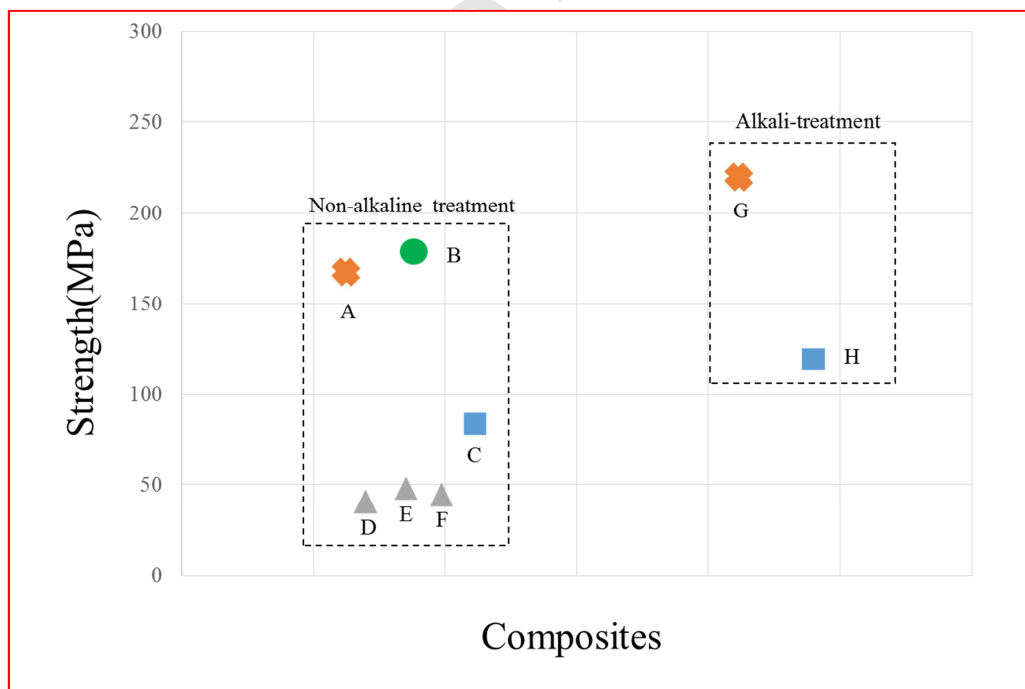 300
250
200
150
100
50
0
Strength(MPa)
Non-alkaline treatment
Alkali-treatment
A
B
C
D
E
F
G
H
Composites